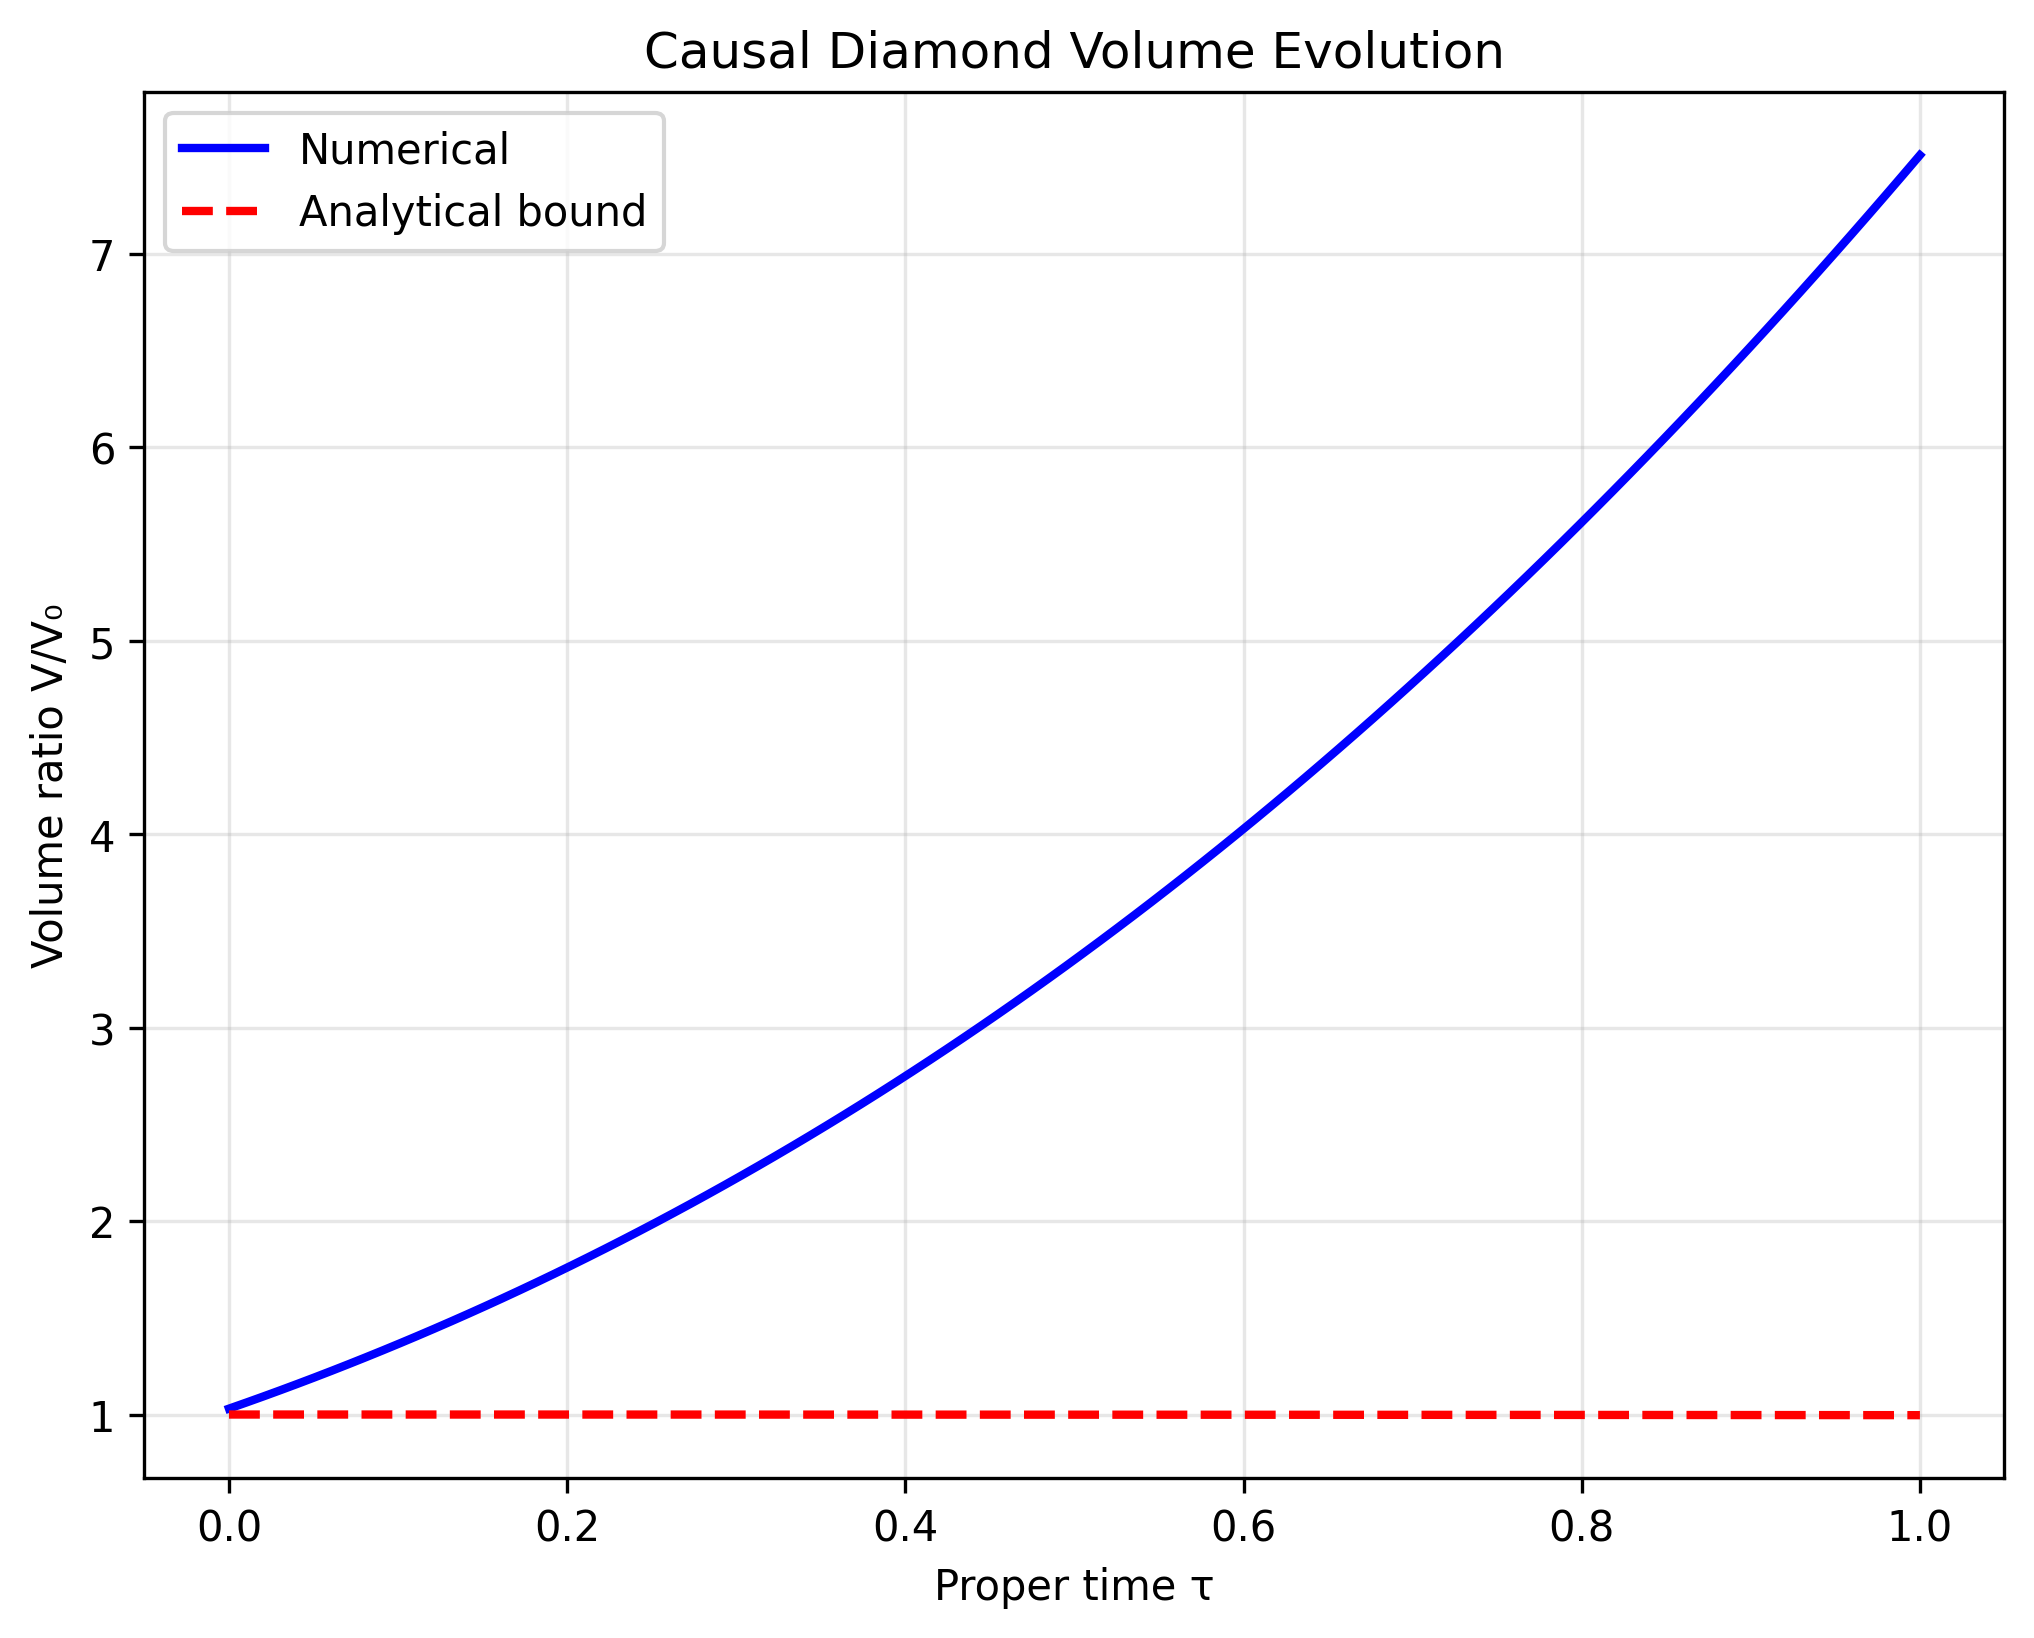 Causal Diamond Volume Evolution
Numerical
Analytical bound
Volume ratio V/V₀
7
6
5
4
3
2
1
0.0 0.2 0.4 0.6 0.8 1.0
Proper time τ